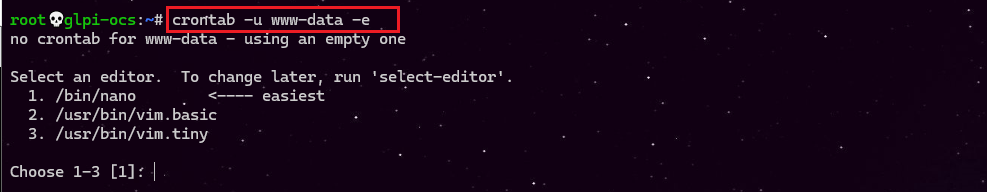 root💀glpi-ocs:~# crontab -u www-data -e
no crontab for www-data - using an empty one
Select an editor.  To change later, run 'select-editor'.
  1. /bin/nano        <---- easiest
  2. /usr/bin/vim.basic
  3. /usr/bin/vim.tiny
Choose 1-3 [1]: